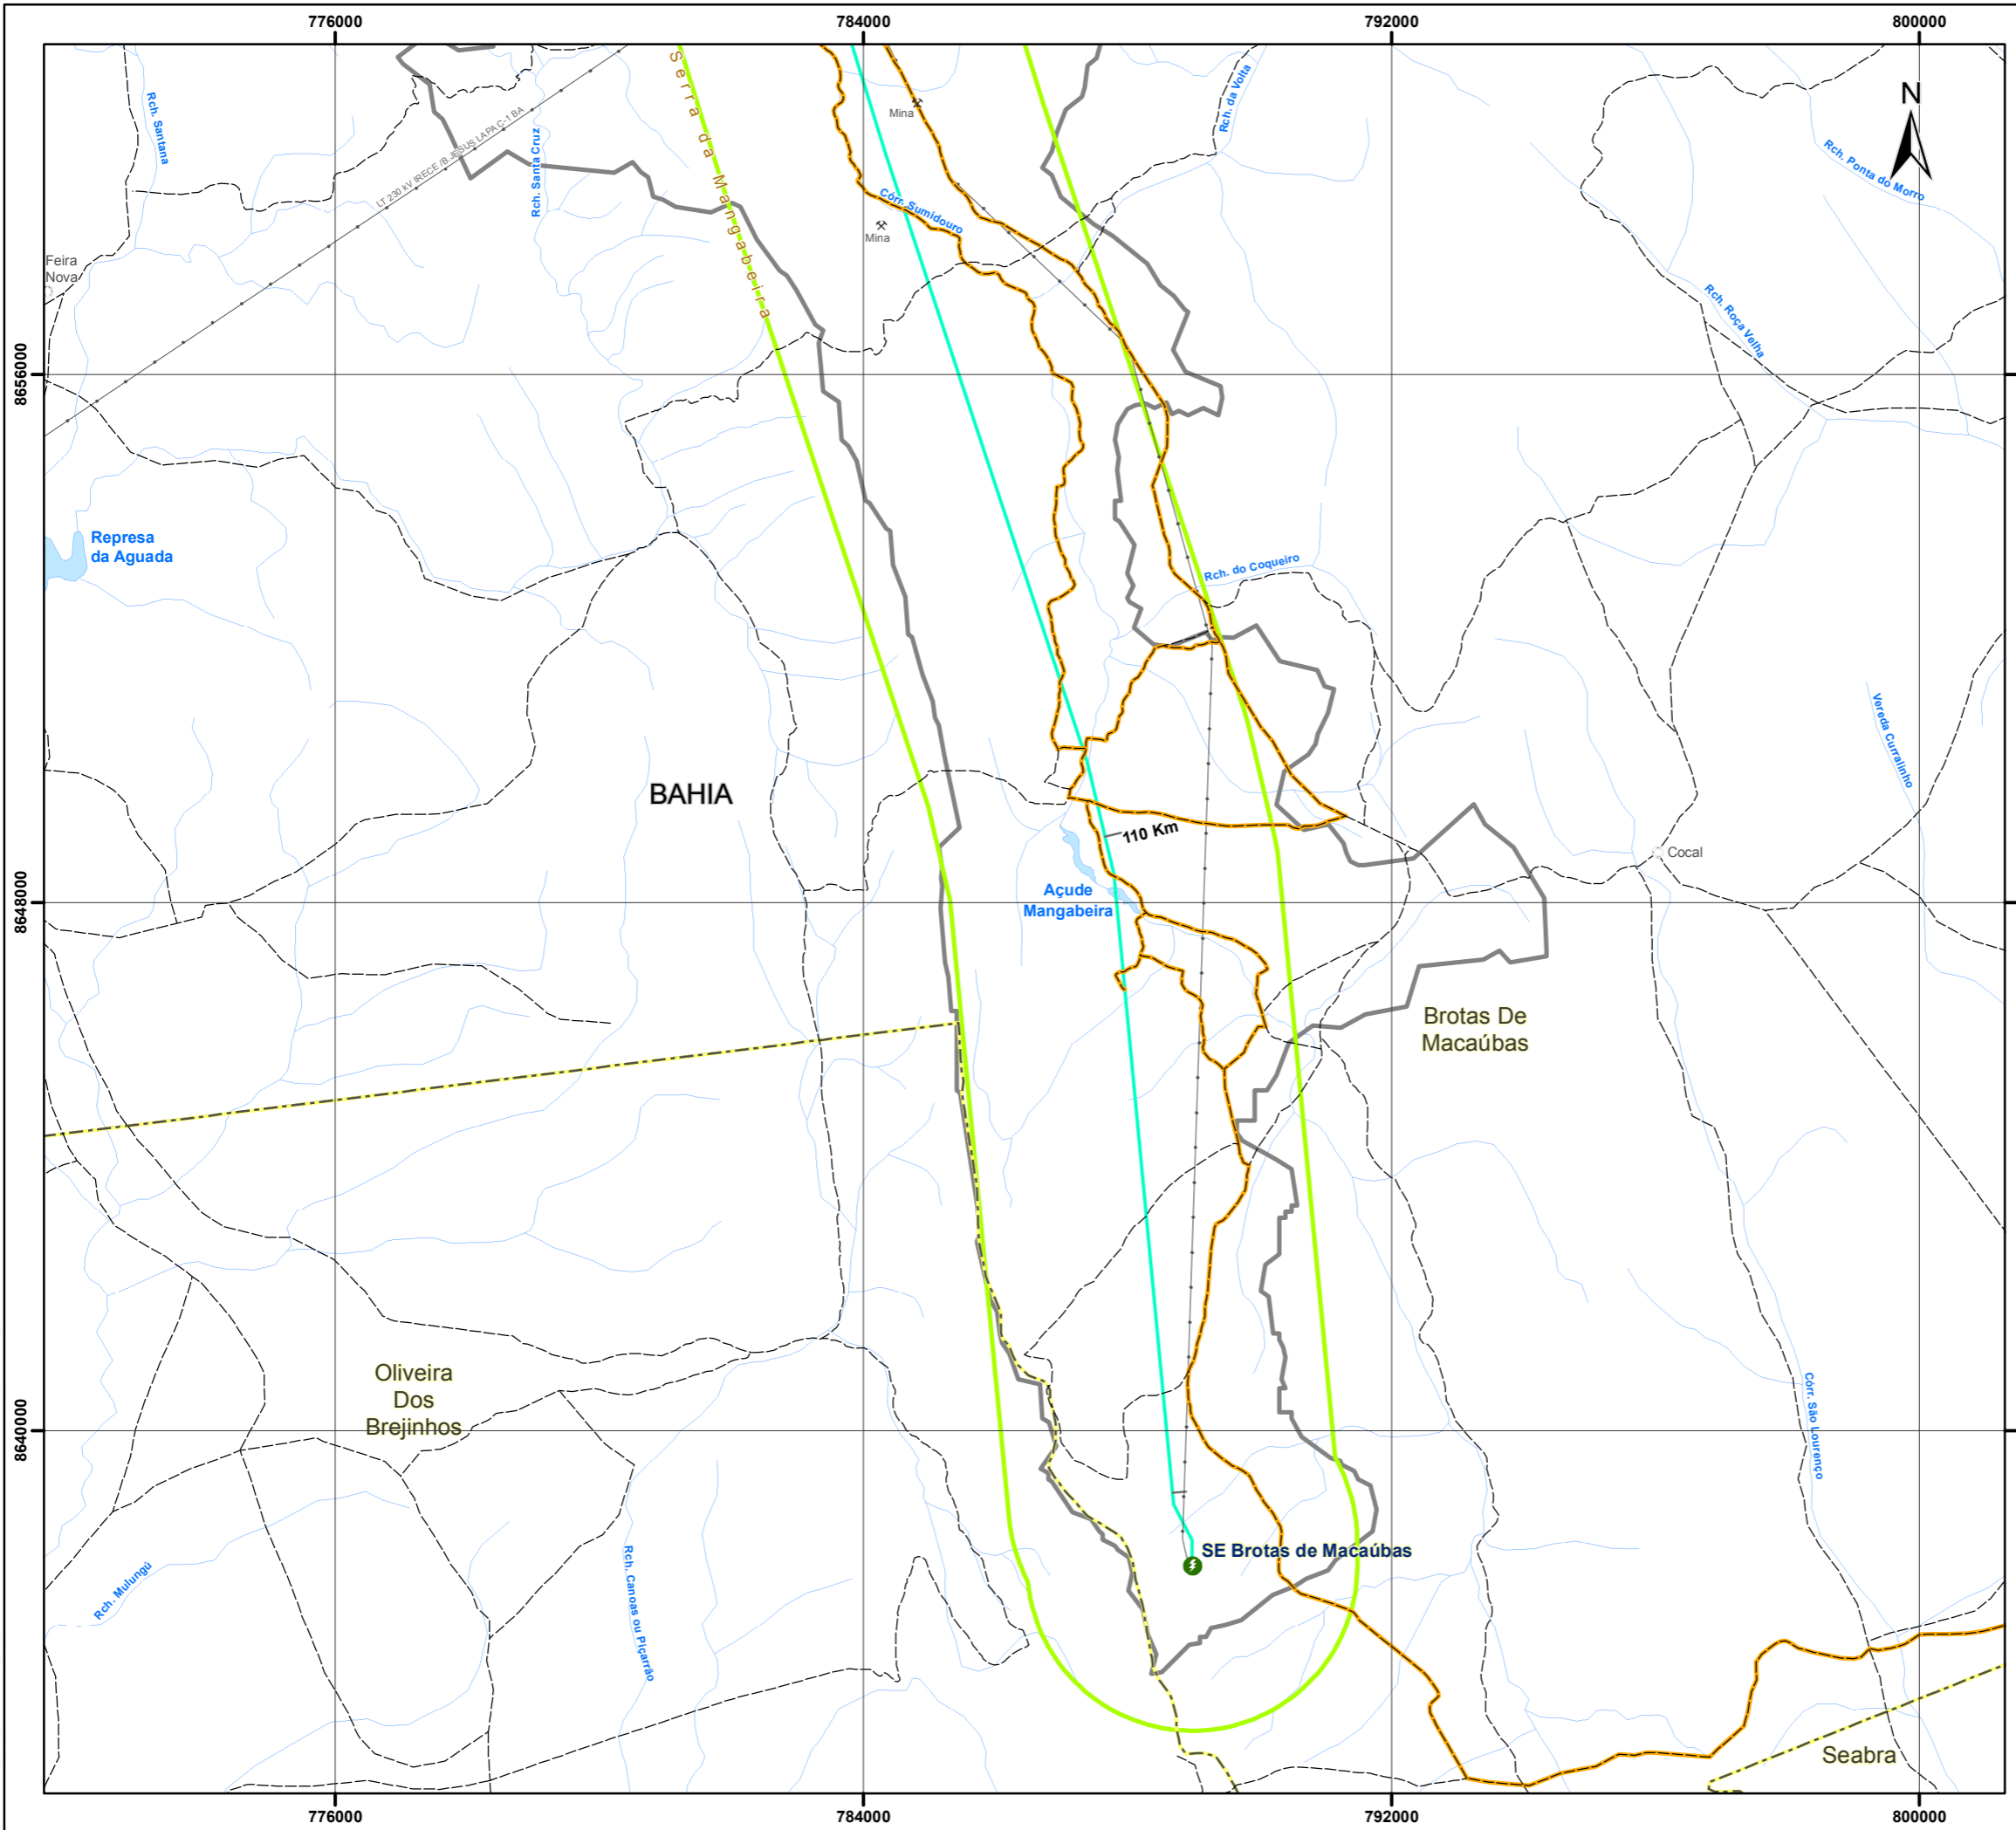 776000
784000
792000
800000
Serra da Mangabeira
Mina
Rch. da Volta
N
Rch. Santana
LT 230 kV IRECE /B.JESUS LAPA C-1 BA
Rch. Santa Cruz
Rch. Ponta do Morro
Córr. Sumidouro
Mina
Feira
Nova
Rch. Roça Velha
8656000
Represa
da Aguada
Rch. do Coqueiro
Vereda Curralinho
BAHIA
110 Km
Cocal
Açude
Mangabeira
8648000
Brotas De
Macaúbas
Oliveira
Dos
Brejinhos
Córr. São Lourenço
8640000
SE Brotas de Macaúbas
Rch. Mulungú
Rch. Canoas ou Piçarrão
Seabra
776000
784000
792000
800000